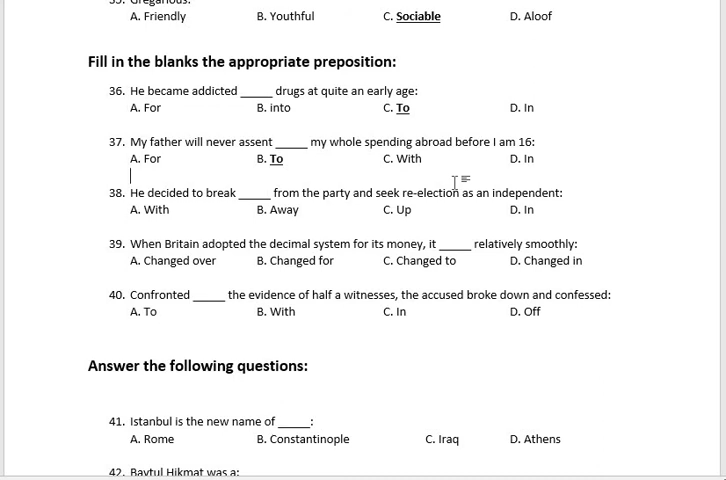 35. Gregarious:
A. Friendly B. Youthful C. Sociable D. Aloof
Fill in the blanks the appropriate preposition:
36. He became addicted _____ drugs at quite an early age:
A. For B. into C. To D. In
37. My father will never assent _____ my whole spending abroad before I am 16:
A. For B. To C. With D. In
38. He decided to break _____ from the party and seek re-election as an independent:
A. With B. Away C. Up D. In
39. When Britain adopted the decimal system for its money, it _____ relatively smoothly:
A. Changed over B. Changed for C. Changed to D. Changed in
40. Confronted _____ the evidence of half a witnesses, the accused broke down and confessed:
A. To B. With C. In D. Off
Answer the following questions:
41. Istanbul is the new name of _____:
A. Rome B. Constantinople C. Iraq D. Athens
42. Baytul Hikmat was a: